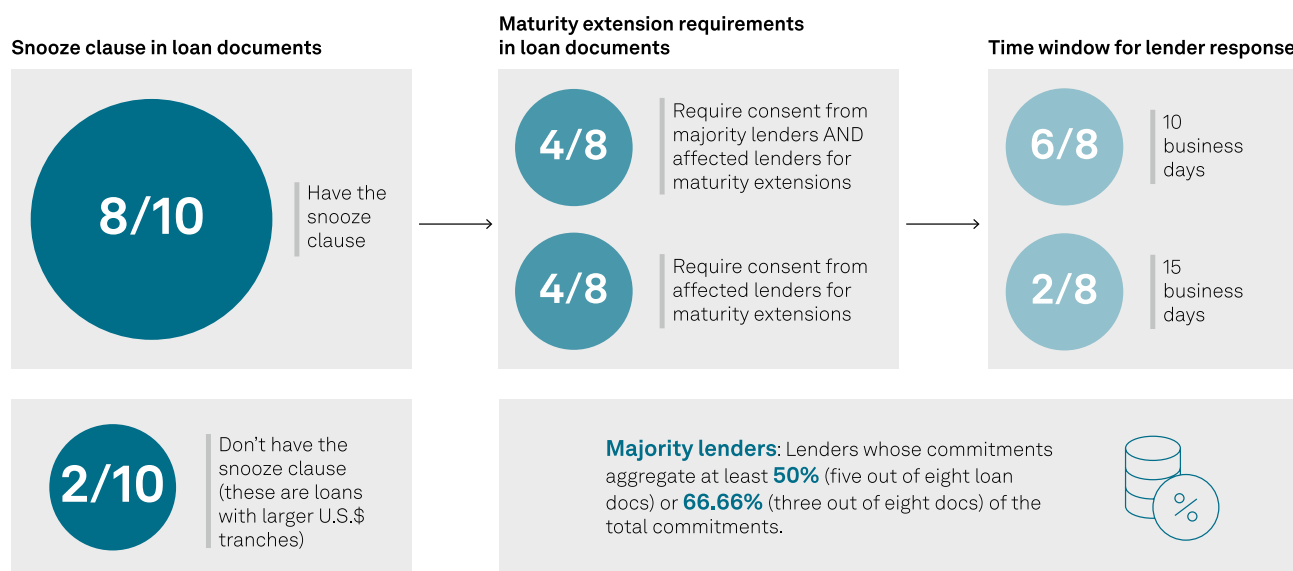 Snooze clause in loan documents
8/10
Have the
snooze
clause
Maturity extension requirements
in loan documents
4/8
Require consent from
majority lenders AND
affected lenders for
maturity extensions
4/8
Require consent from
affected lenders for
maturity extensions
Time window for lender response
6/8
10
business
days
2/8
15
business
days
2/10
Don’t have the
snooze clause
(these are loans
with larger U.S.$
tranches)
Majority lenders: Lenders whose commitments
aggregate at least 50% (five out of eight loan
docs) or 66.66% (three out of eight docs) of the
total commitments.
%